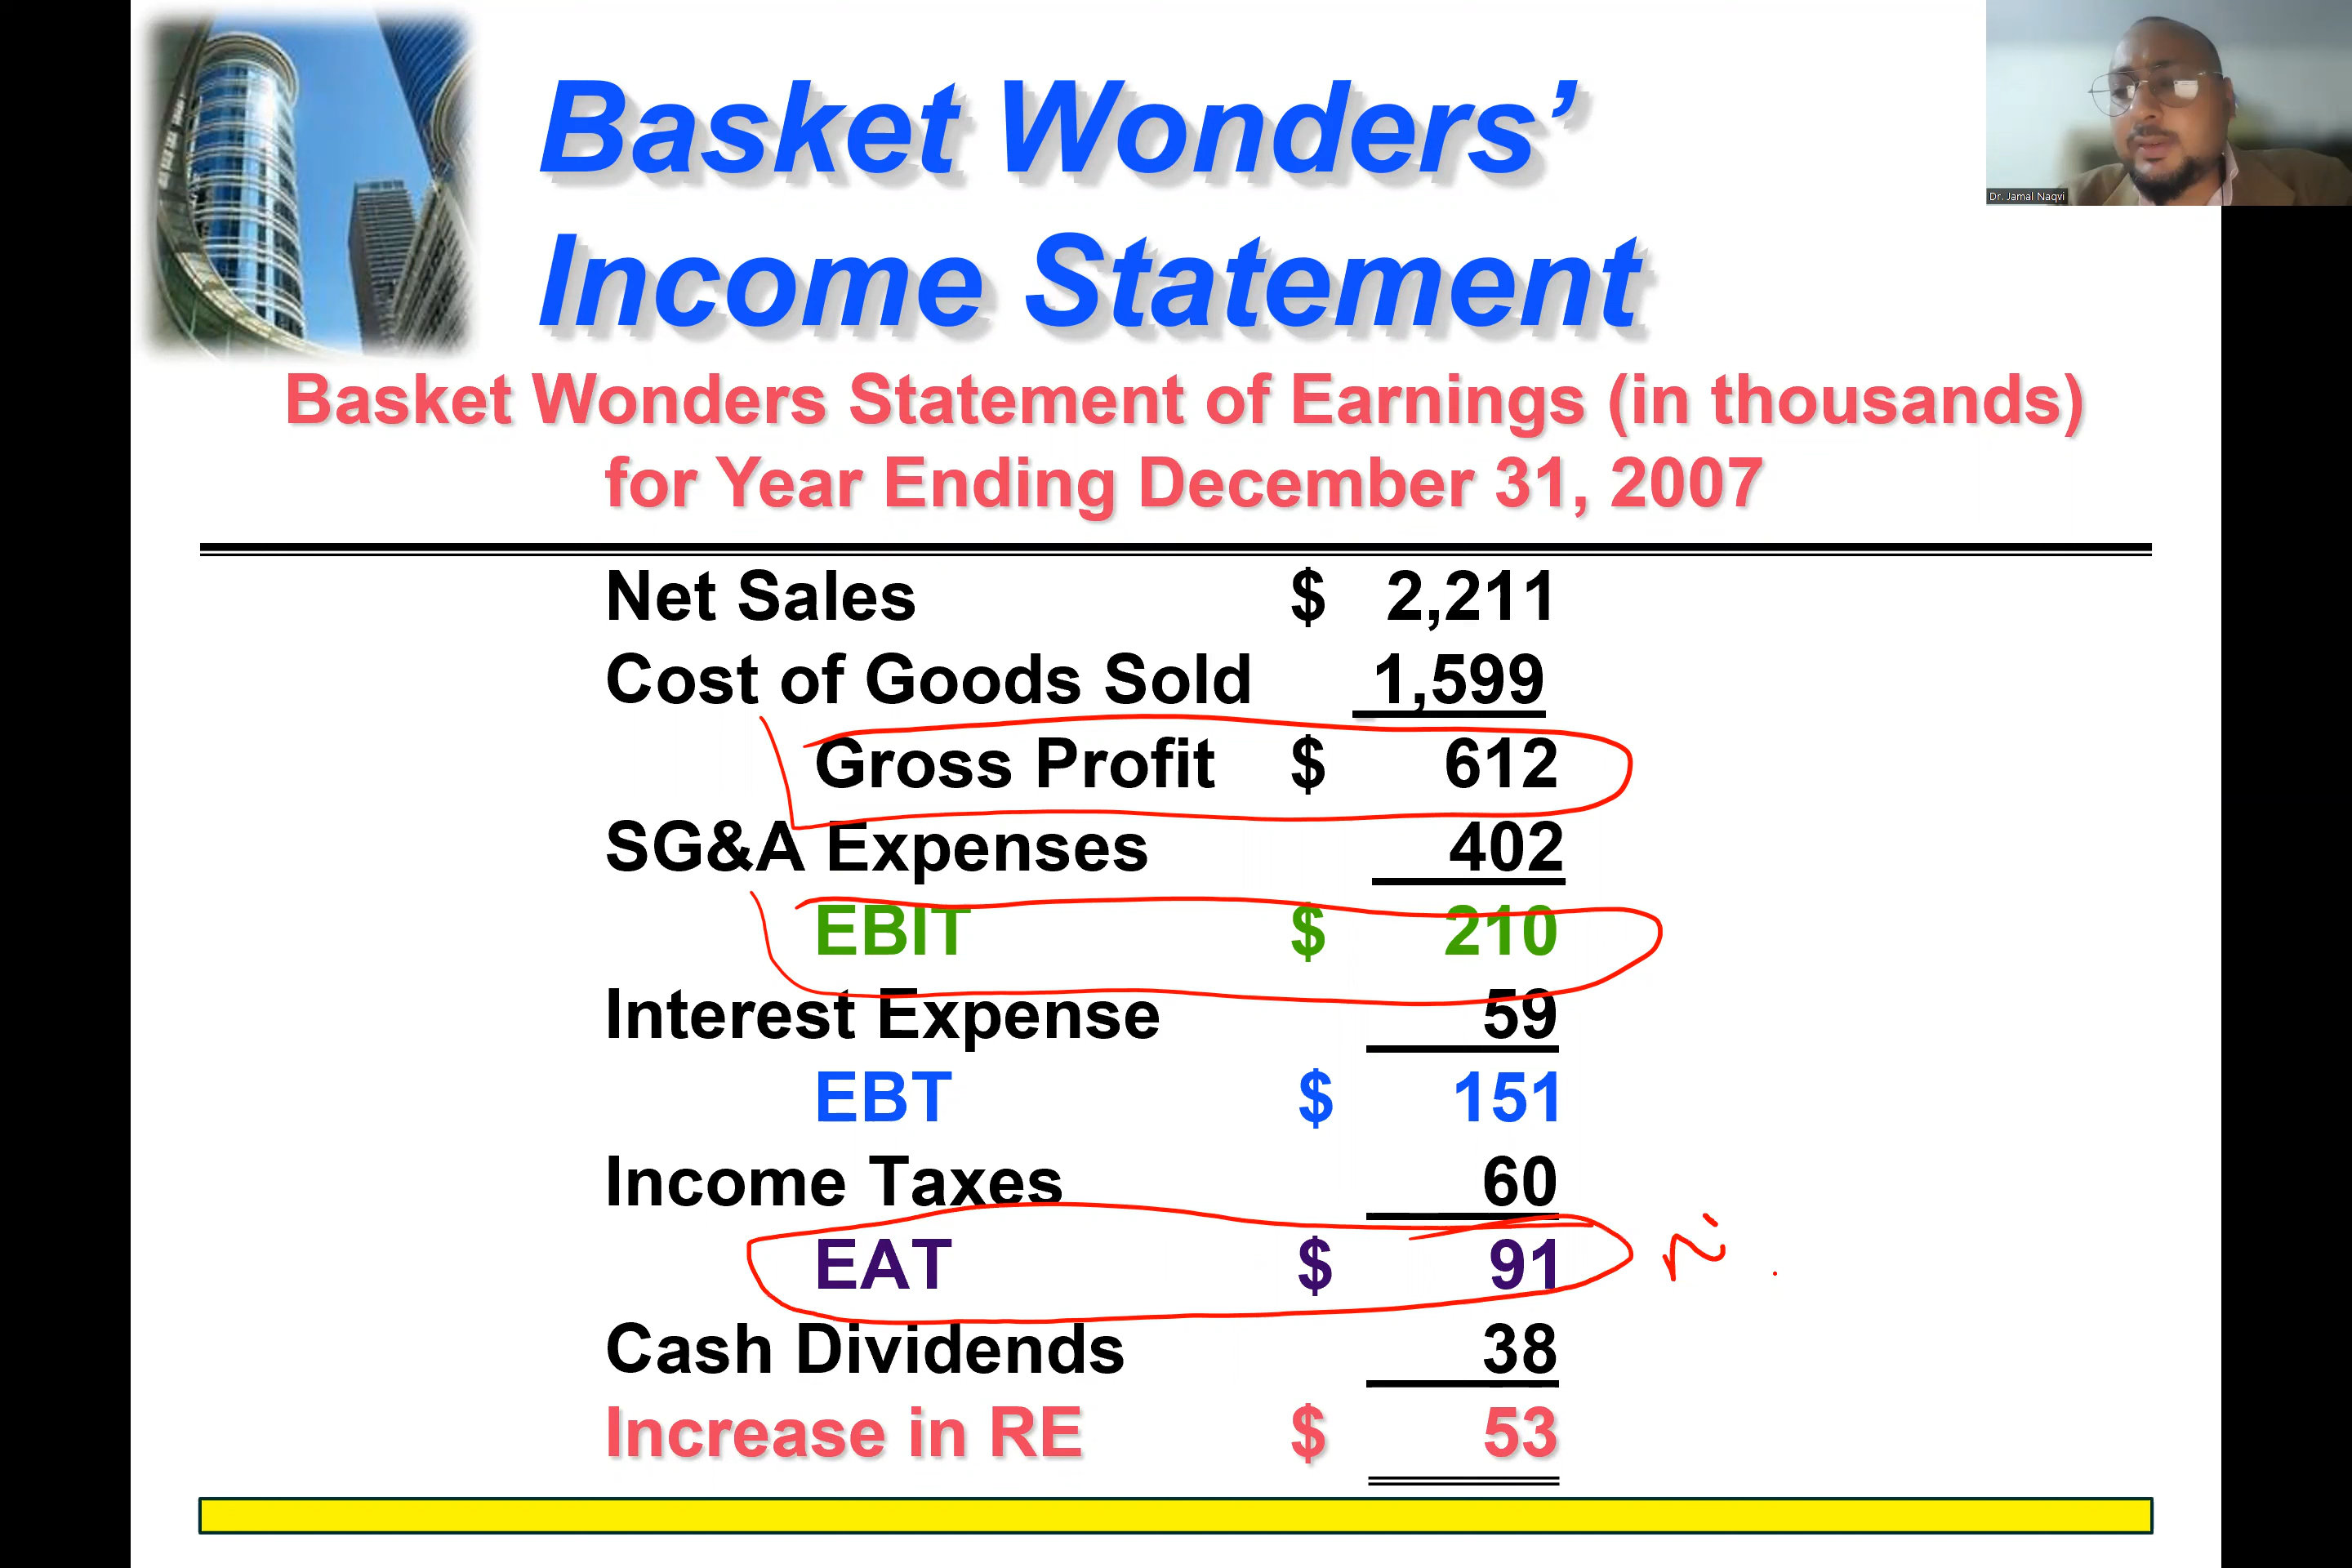 Basket Wonders’
Income Statement
Dr. Jamal Naqvi
Basket Wonders Statement of Earnings (in thousands)
for Year Ending December 31, 2007
Net Sales $ 2,211
Cost of Goods Sold 1,599
Gross Profit $ 612
SG&A Expenses 402
EBIT $ 210
Interest Expense 59
EBT $ 151
Income Taxes 60
EAT $ 91
Cash Dividends 38
Increase in RE $ 53